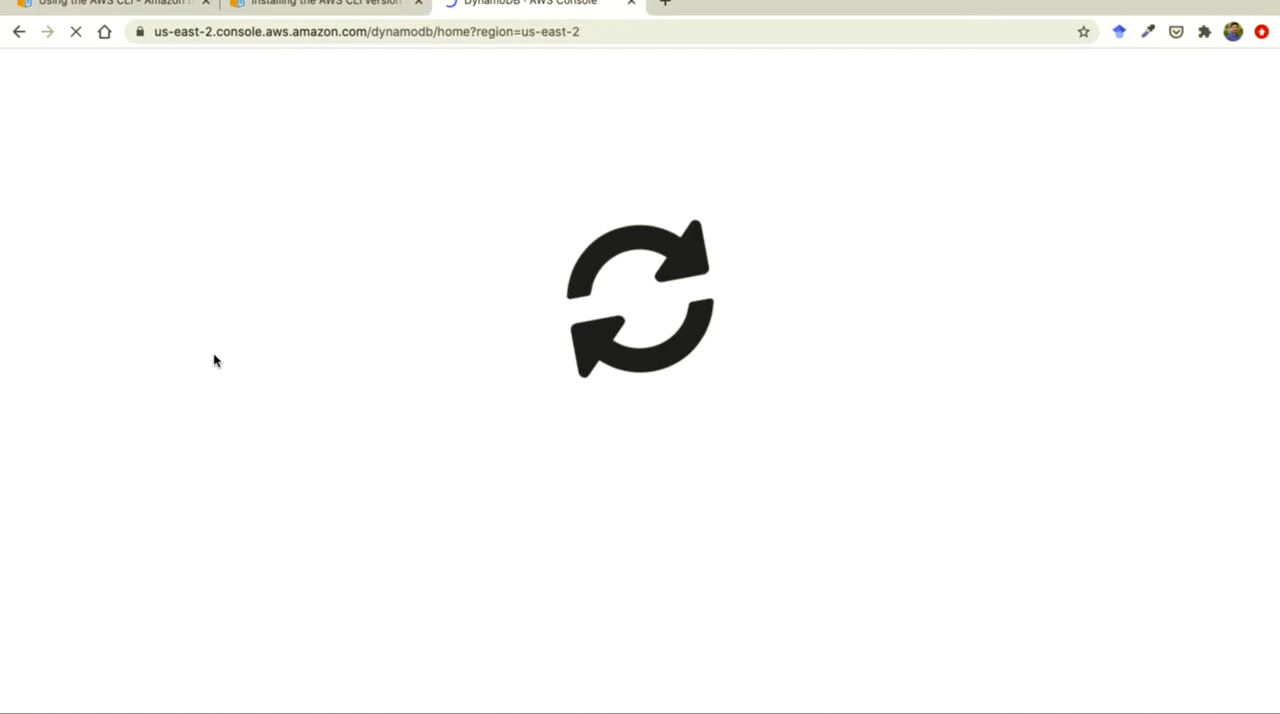 Using the AWS CLI - Amazon
Installing the AWS CLI version
DynamoDB · AWS Console
us-east-2.console.aws.amazon.com/dynamodb/home?region=us-east-2